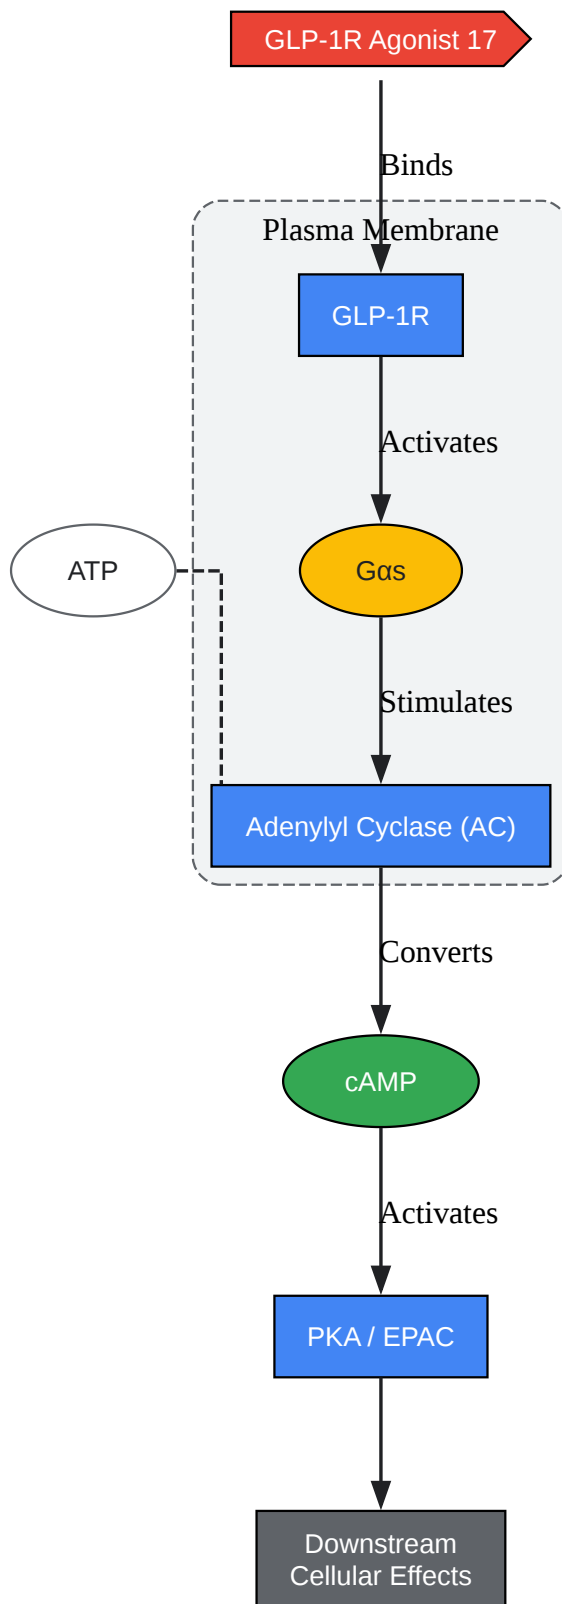 GLP-1R Agonist 17
Binds
Plasma Membrane
GLP-1R
Activates
ATP
Gαs
Stimulates
Adenylyl Cyclase (AC)
Converts
cAMP
Activates
PKA / EPAC
Downstream
Cellular Effects